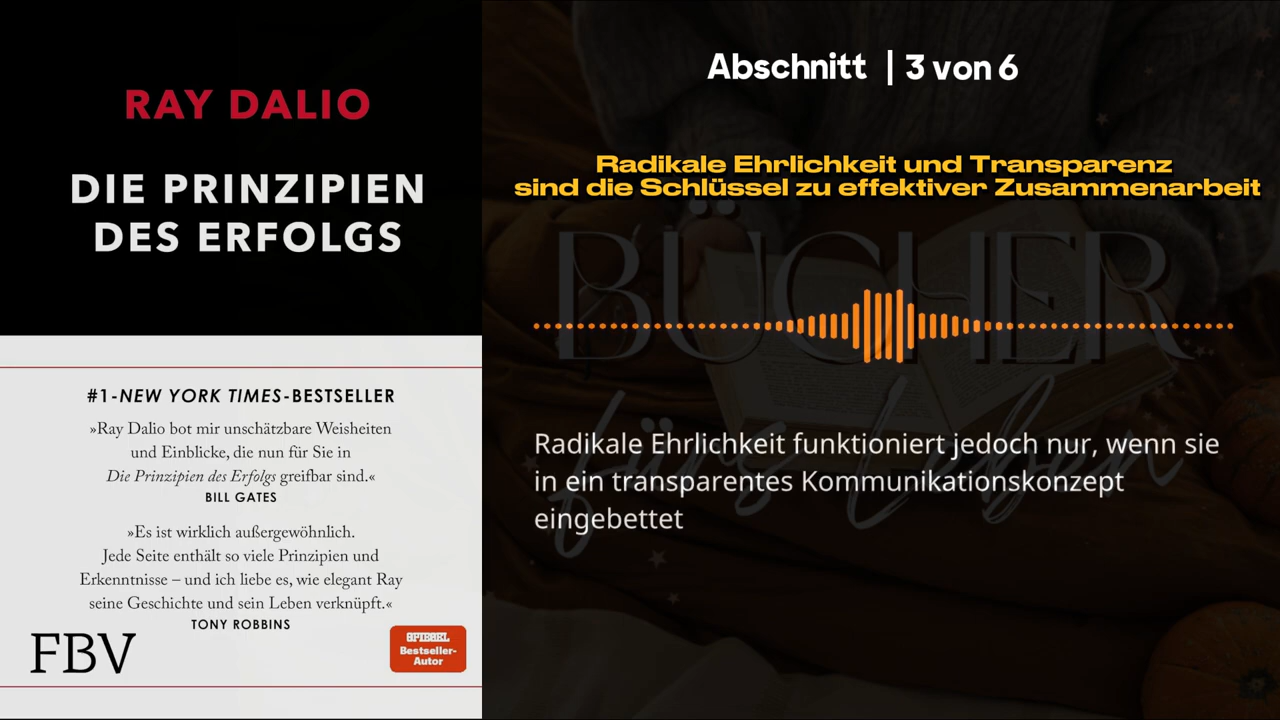 RAY DALIO
DIE PRINZIPIEN
DES ERFOLGS
#1-NEW YORK TIMES-BESTSELLER
»Ray Dalio bot mir unschätzbare Weisheiten
und Einblicke, die nun für Sie in
Die Prinzipien des Erfolgs greifbar sind.«
BILL GATES
»Es ist wirklich außergewöhnlich.
Jede Seite enthält so viele Prinzipien und
Erkenntnisse – und ich liebe es, wie elegant Ray
seine Geschichte und sein Leben verknüpft.«
TONY ROBBINS
FBV
SPIEGEL
Bestseller-
Autor
Abschnitt | 3 von 6
Radikale Ehrlichkeit und Transparenz
sind die Schlüssel zu effektiver Zusammenarbeit
BÜCHER
fürs Leben
Radikale Ehrlichkeit funktioniert jedoch nur, wenn sie
in ein transparentes Kommunikationskonzept
eingebettet